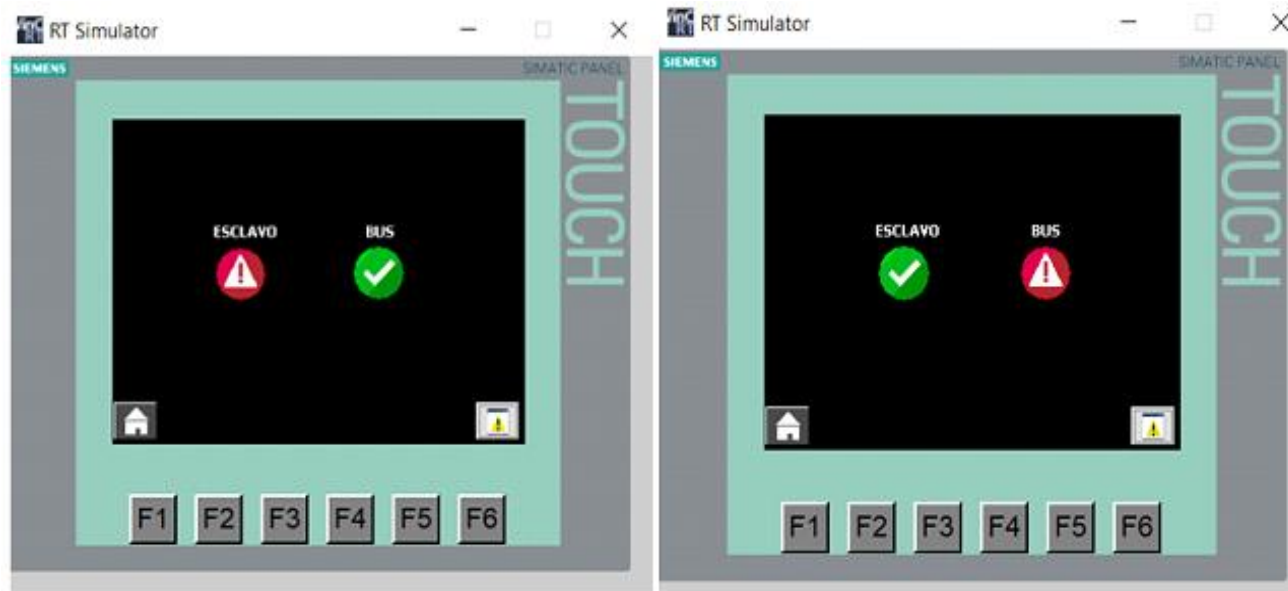 RT Simulator
SIEMENS
SIMATIC PANEL
TOUCH
ESCLAVO BUS
F1 F2 F3 F4 F5 F6
RT Simulator
SIEMENS
SIMATIC PANEL
TOUCH
ESCLAVO BUS
F1 F2 F3 F4 F5 F6